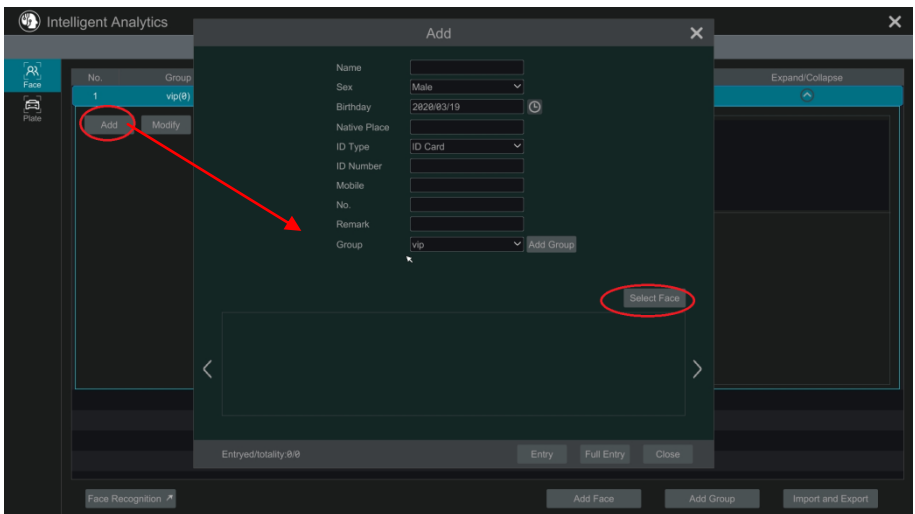 Intelligent Analytics
Add
Face
Plate
No. Group Expand/Collapse
1 vip(0)
Add Modify
Name
Sex Male
Birthday 2020/03/19
Native Place
ID Type ID Card
ID Number
Mobile
No.
Remark
Group vip Add Group
Select Face
Entryed/totality:0/0 Entry Full Entry Close
Face Recognition Add Face Add Group Import and Export